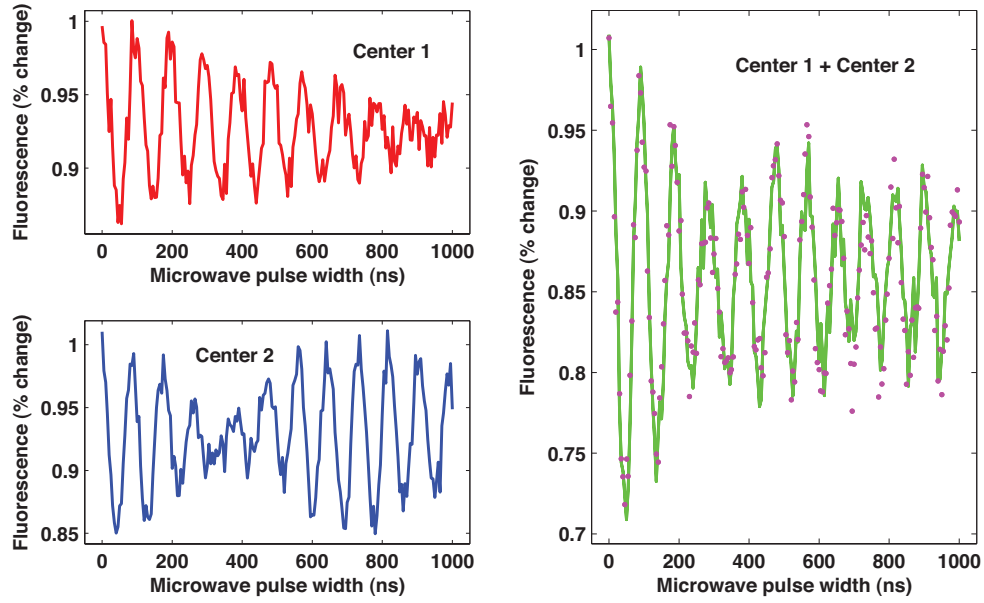 Center 1
Fluorescence (% change)
1
0.95
0.9
0 200 400 600 800 1000
Microwave pulse width (ns)
Center 2
Fluorescence (% change)
1
0.95
0.9
0.85
0 200 400 600 800 1000
Microwave pulse width (ns)
Center 1 + Center 2
Fluorescence (% change)
1
0.95
0.9
0.85
0.8
0.75
0.7
0 200 400 600 800 1000
Microwave pulse width (ns)